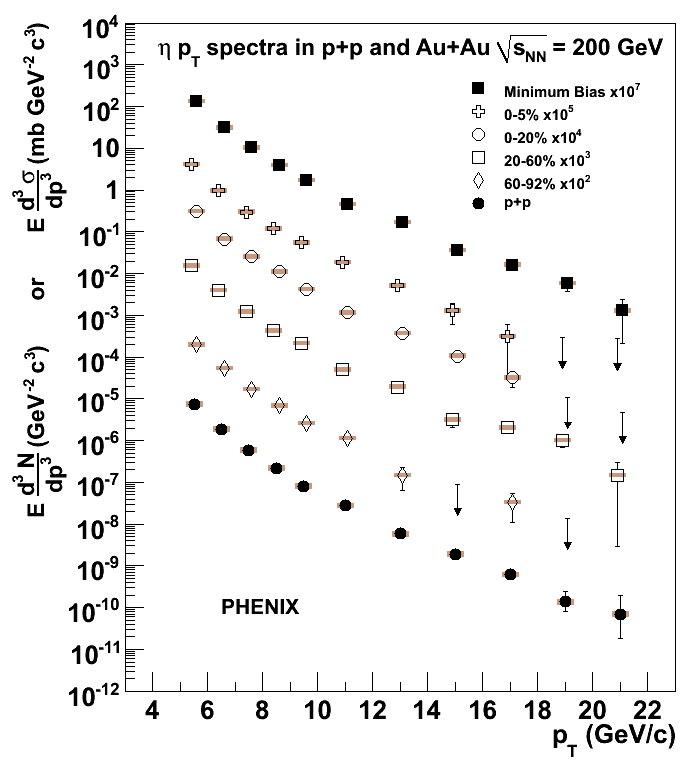 η p_T spectra in p+p and Au+Au √s_NN = 200 GeV
Minimum Bias x10^7
0-5% x10^5
0-20% x10^4
20-60% x10^3
60-92% x10^2
p+p
E d^3 σ / dp^3 (mb GeV^-2 c^3)
or
E d^3 N / dp^3 (GeV^-2 c^3)
10^4
10^3
10^2
10
1
10^-1
10^-2
10^-3
10^-4
10^-5
10^-6
10^-7
10^-8
10^-9
10^-10
10^-11
10^-12
PHENIX
4 6 8 10 12 14 16 18 20 22
p_T (GeV/c)